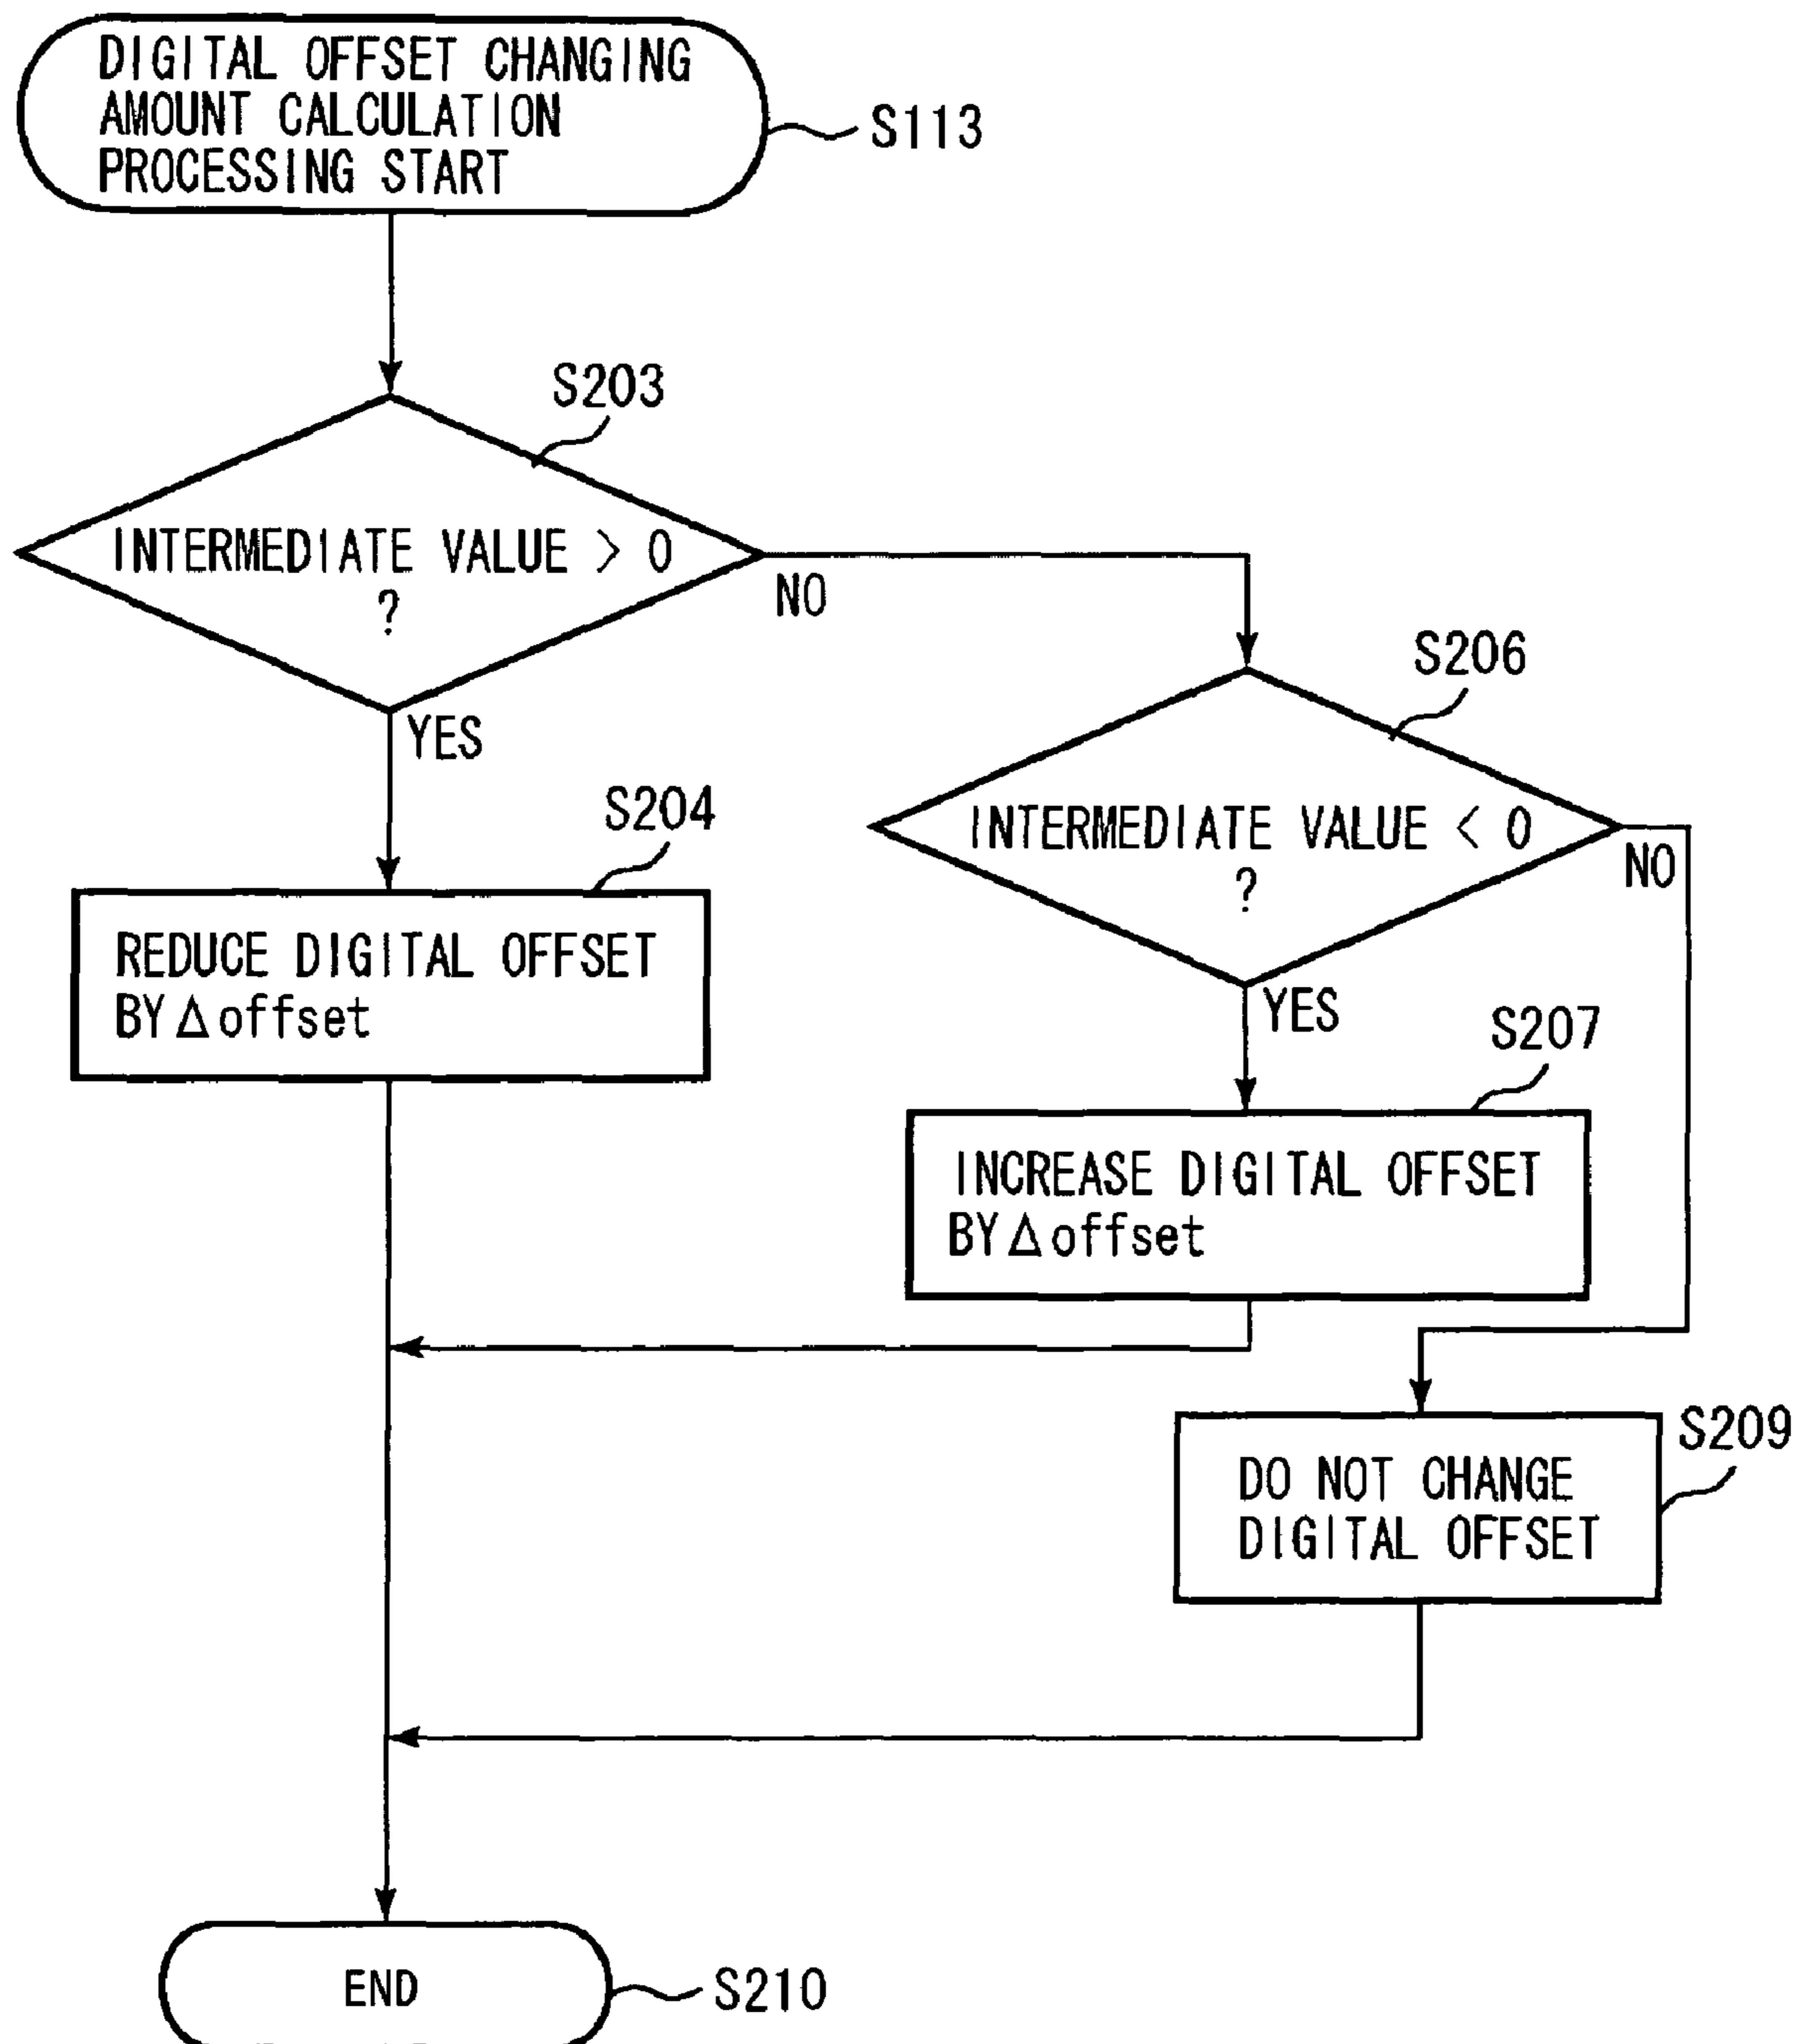 DIGITAL OFFSET CHANGING
AMOUNT CALCULATION
PROCESSING START
S113
S203
INTERMEDIATE VALUE > 0
?
NO
YES
S206
INTERMEDIATE VALUE < 0
?
NO
YES
S204
REDUCE DIGITAL OFFSET
BY Δoffset
S207
INCREASE DIGITAL OFFSET
BY Δoffset
S209
DO NOT CHANGE
DIGITAL OFFSET
END
S210